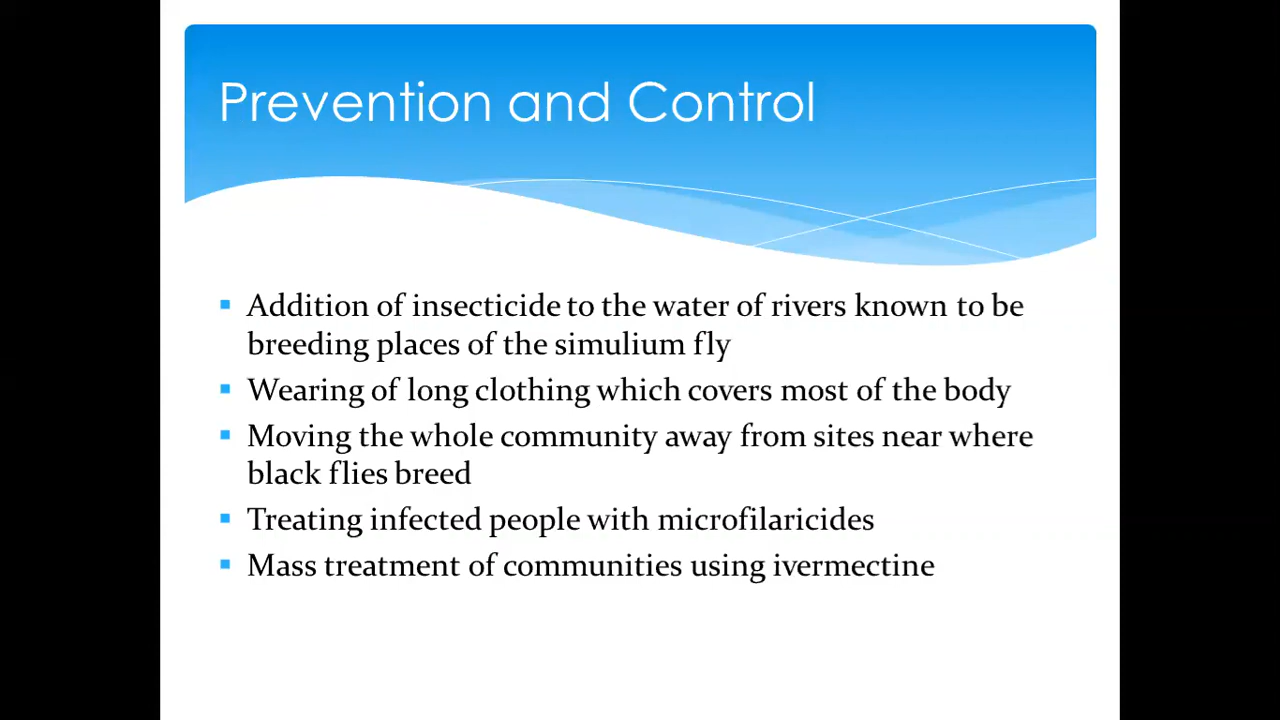 Prevention and Control
Addition of insecticide to the water of rivers known to be
breeding places of the simulium fly
Wearing of long clothing which covers most of the body
Moving the whole community away from sites near where
black flies breed
Treating infected people with microfilaricides
Mass treatment of communities using ivermectine